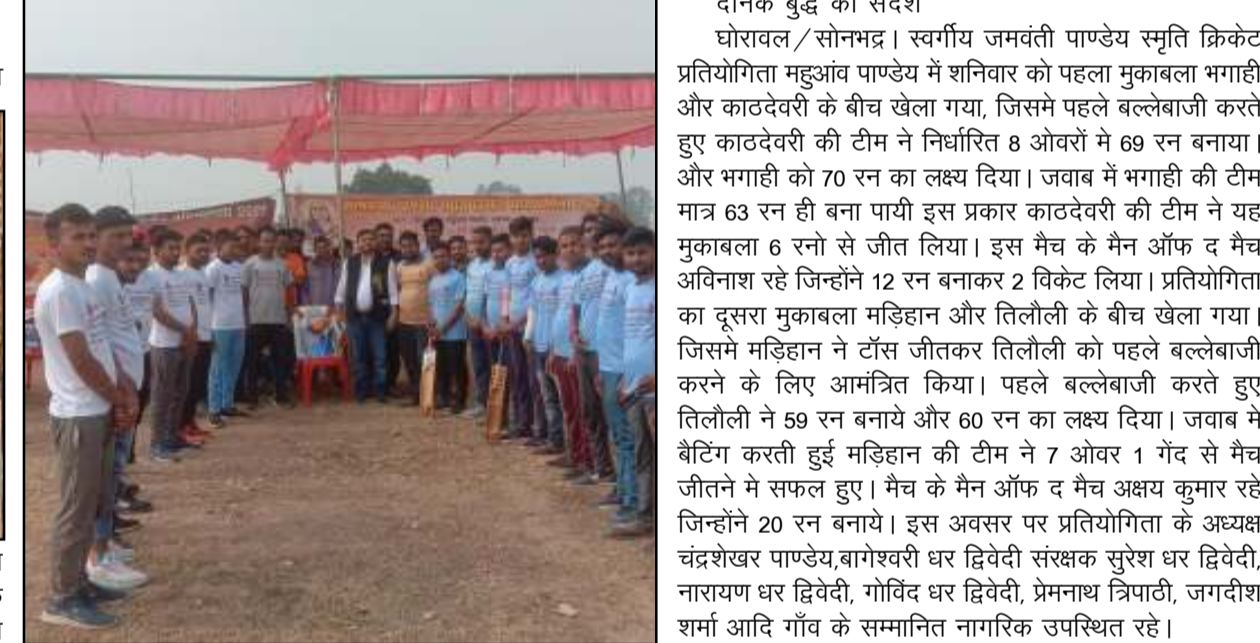 दैनिक बुद्ध का संदेश
घोरावल/सोनभद्र। स्वर्गीय जमवंती पाण्डेय स्मृति क्रिकेट
प्रतियोगिता महुआंव पाण्डेय में शनिवार को पहला मुकाबला भगाही
और काठदेवरी के बीच खेला गया, जिसमे पहले बल्लेबाजी करते
हुए काठदेवरी की टीम ने निर्धारित 8 ओवरों मे 69 रन बनाया।
और भगाही को 70 रन का लक्ष्य दिया। जवाब में भगाही की टीम
मात्र 63 रन ही बना पायी इस प्रकार काठदेवरी की टीम ने यह
मुकाबला 6 रनो से जीत लिया। इस मैच के मैन ऑफ द मैच
अविनाश रहे जिन्होंने 12 रन बनाकर 2 विकेट लिया। प्रतियोगिता
का दूसरा मुकाबला मड़िहान और तिलौली के बीच खेला गया।
जिसमे मड़िहान ने टॉस जीतकर तिलौली को पहले बल्लेबाजी
करने के लिए आमंत्रित किया। पहले बल्लेबाजी करते हुए
तिलौली ने 59 रन बनाये और 60 रन का लक्ष्य दिया। जवाब मे
बैटिंग करती हुई मड़िहान की टीम ने 7 ओवर 1 गेंद से मैच
जीतने मे सफल हुए। मैच के मैन ऑफ द मैच अक्षय कुमार रहे
जिन्होंने 20 रन बनाये। इस अवसर पर प्रतियोगिता के अध्यक्ष
चंद्रशेखर पाण्डेय,बागेश्वरी धर द्विवेदी संरक्षक सुरेश धर द्विवेदी,
नारायण धर द्विवेदी, गोविंद धर द्विवेदी, प्रेमनाथ त्रिपाठी, जगदीश
शर्मा आदि गाँव के सम्मानित नागरिक उपस्थित रहे।